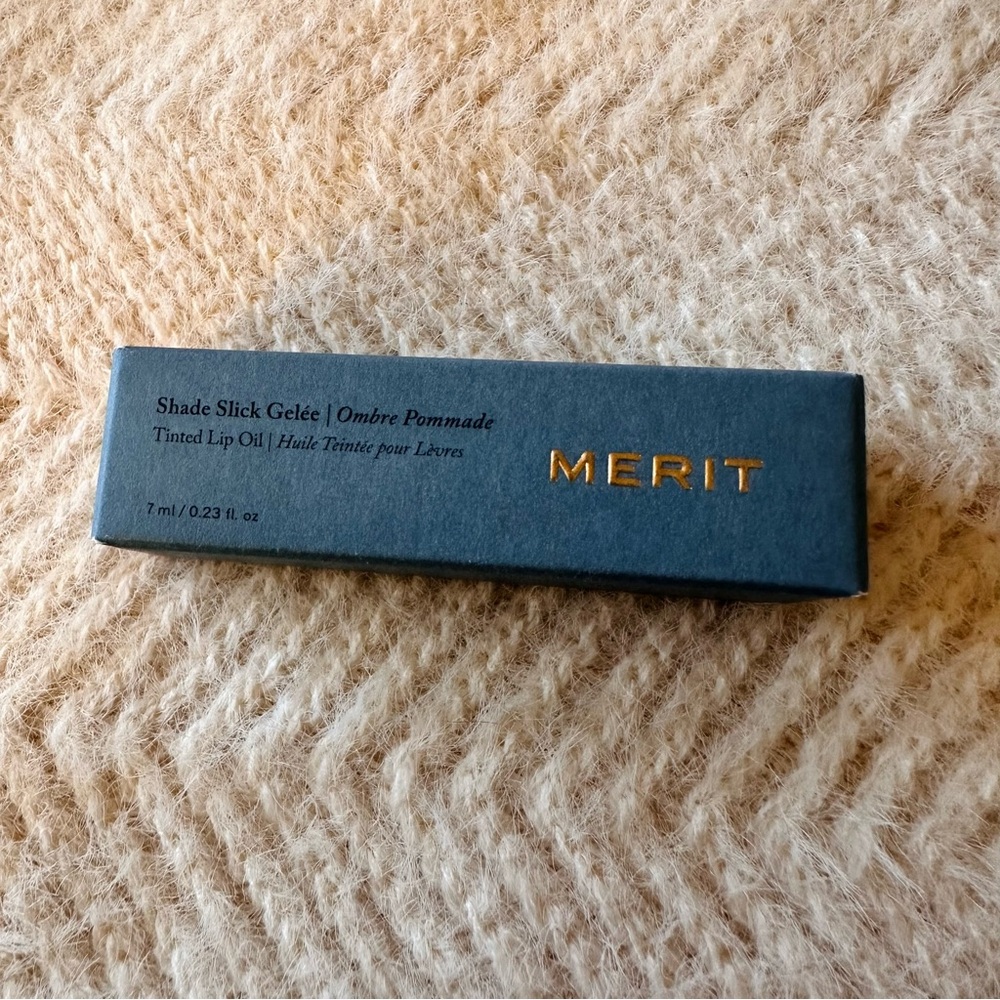 Shade Slick Gelée | Ombre Pommade
Tinted Lip Oil | Huile Teintée pour Lèvres
7 ml / 0.23 fl. oz
MERIT